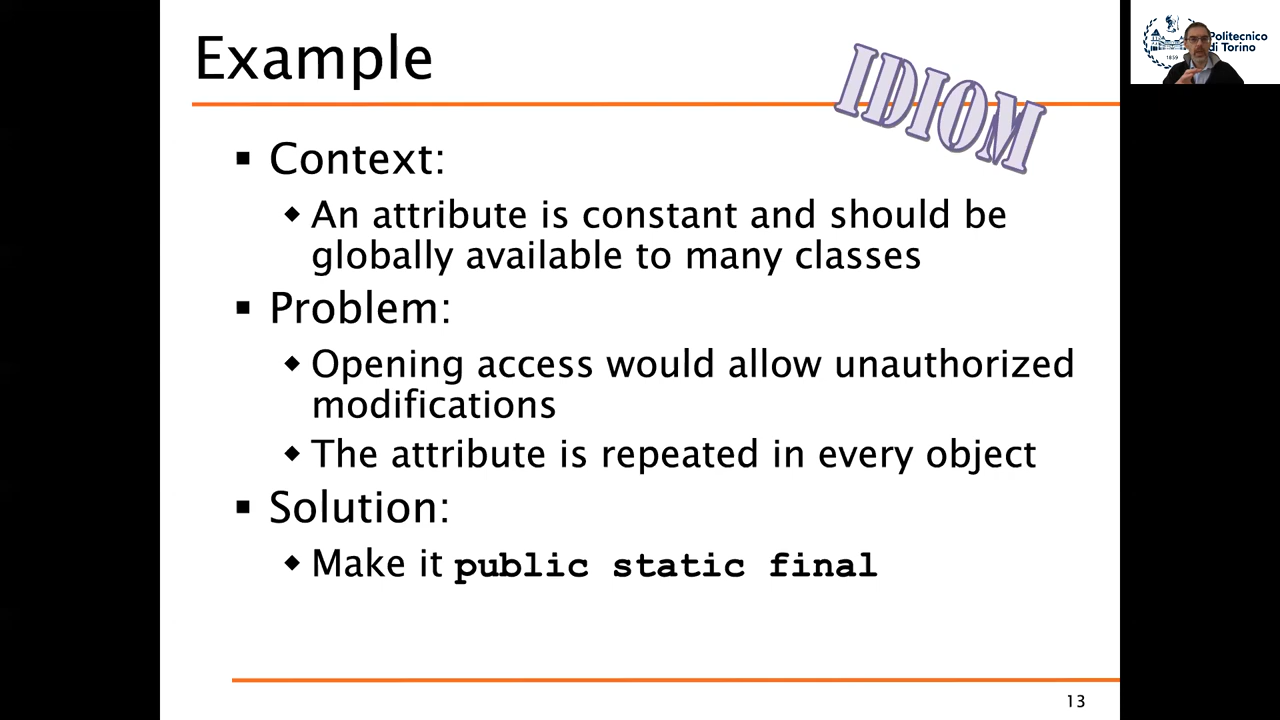 Example
IDIOM
Context:
An attribute is constant and should be
globally available to many classes
Problem:
Opening access would allow unauthorized
modifications
The attribute is repeated in every object
Solution:
Make it public static final
13
Politecnico
di Torino
1859